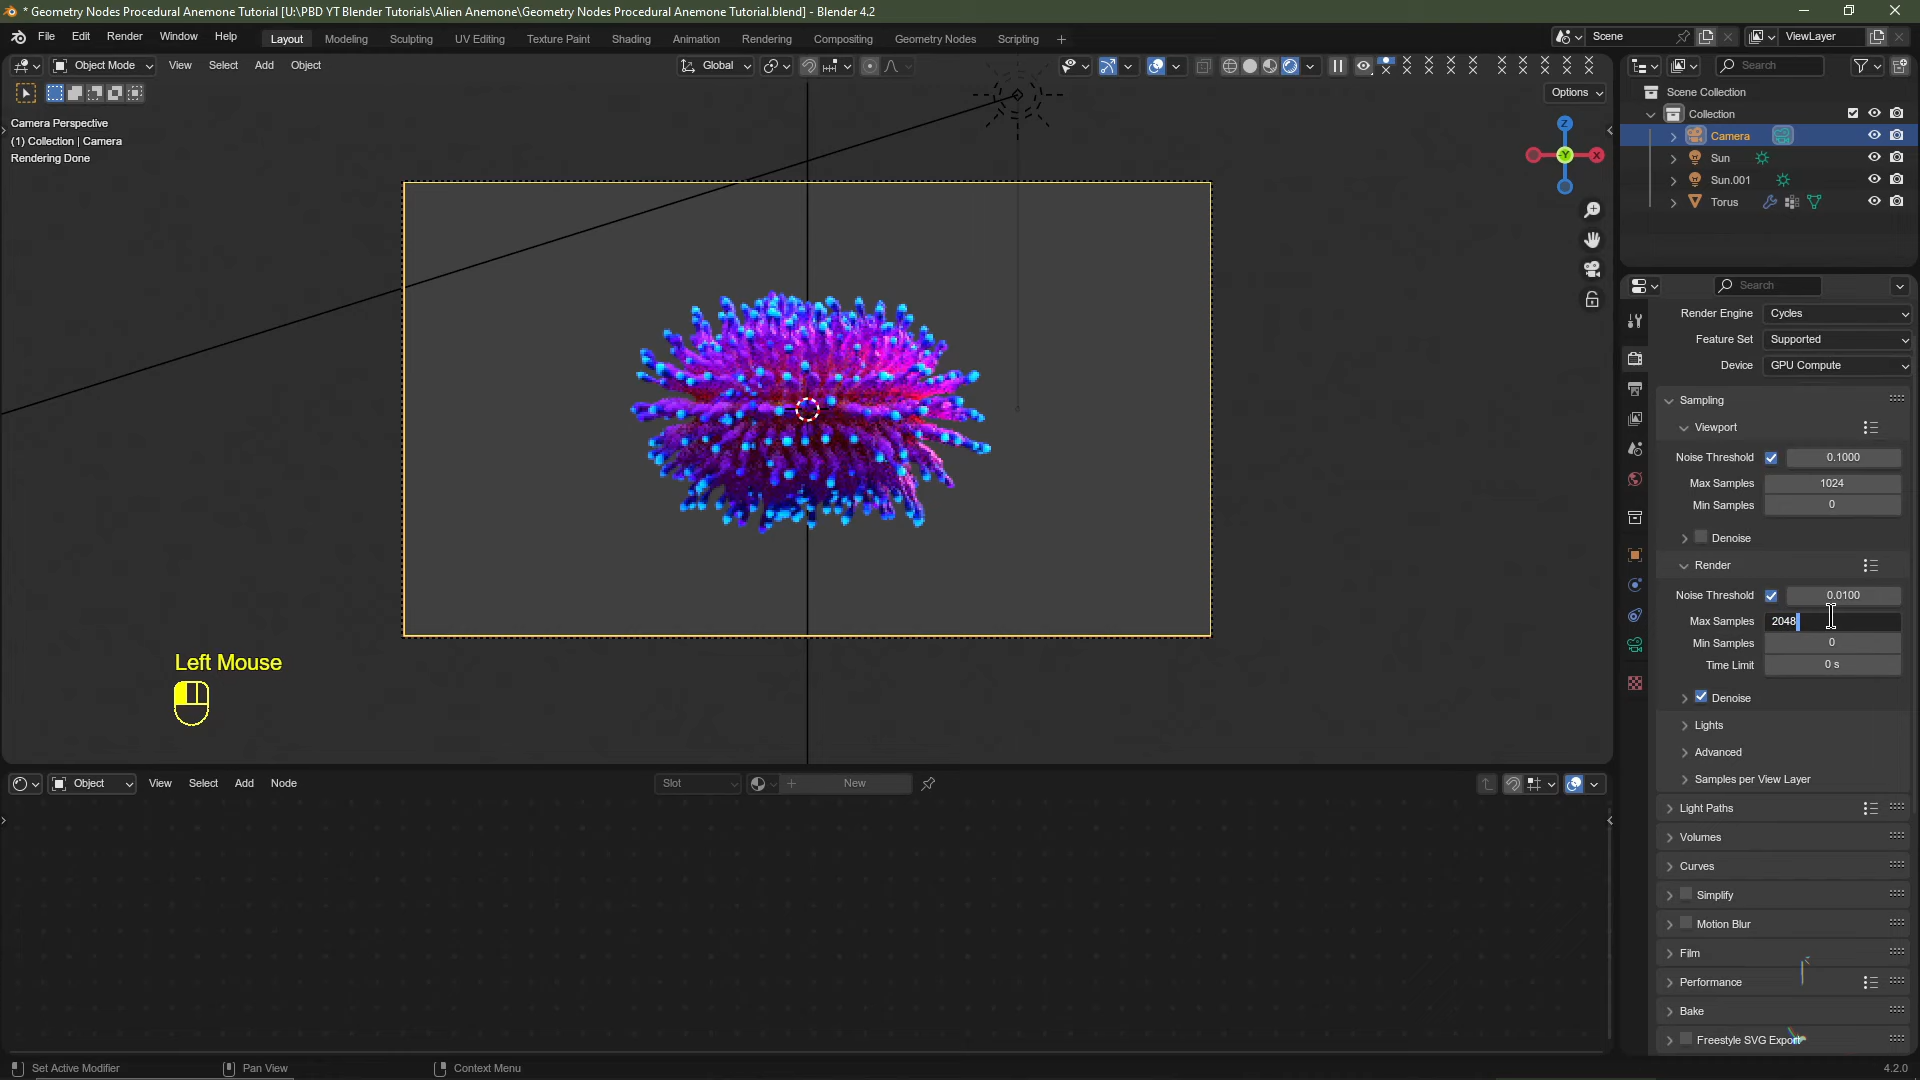 * Geometry Nodes Procedural Anemone Tutorial [U:\PBD YT Blender Tutorials\Alien Anemone\Geometry Nodes Procedural Anemone Tutorial.blend] - Blender 4.2
File Edit Render Window Help Layout Modeling Sculpting UV Editing Texture Paint Shading Animation Rendering Compositing Geometry Nodes Scripting + Scene ViewLayer
Object Mode View Select Add Object Global Search
Options
Camera Perspective
(1) Collection | Camera
Rendering Done
Z
Y
X
Scene Collection
Collection
Camera
Sun
Sun.001
Torus
Search
Render Engine Cycles
Feature Set Supported
Device GPU Compute
Sampling
Viewport
Noise Threshold 0.1000
Max Samples 1024
Min Samples 0
Denoise
Render
Noise Threshold 0.0100
Max Samples 2048
Min Samples 0
Time Limit 0 s
Denoise
Lights
Advanced
Samples per View Layer
Light Paths
Volumes
Curves
Simplify
Motion Blur
Film
Performance
Bake
Freestyle SVG Export
Left Mouse
Object View Select Add Node Slot New
Set Active Modifier Pan View Context Menu 4.2.0